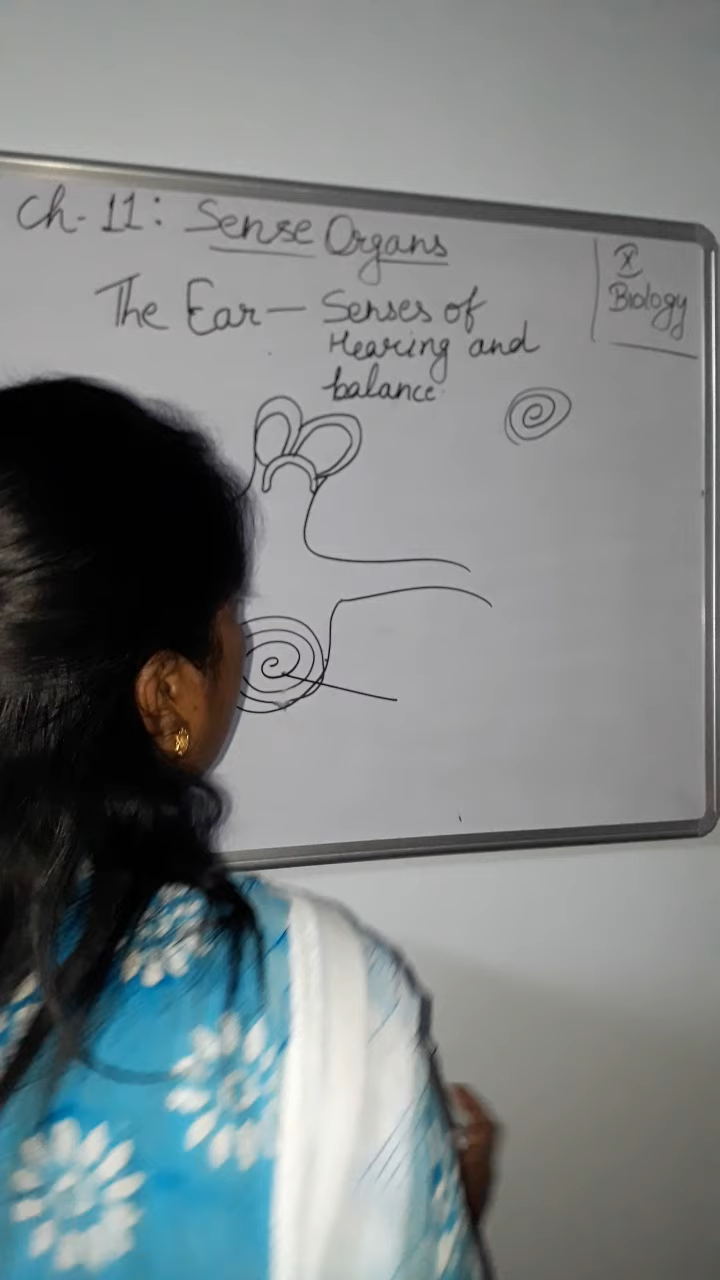 Ch-11: Sense Organs
The Ear — Senses of
Hearing and
balance.
X
Biology